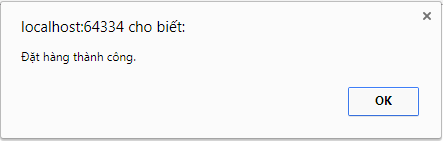 localhost:64334 cho biết:
Đặt hàng thành công.
OK